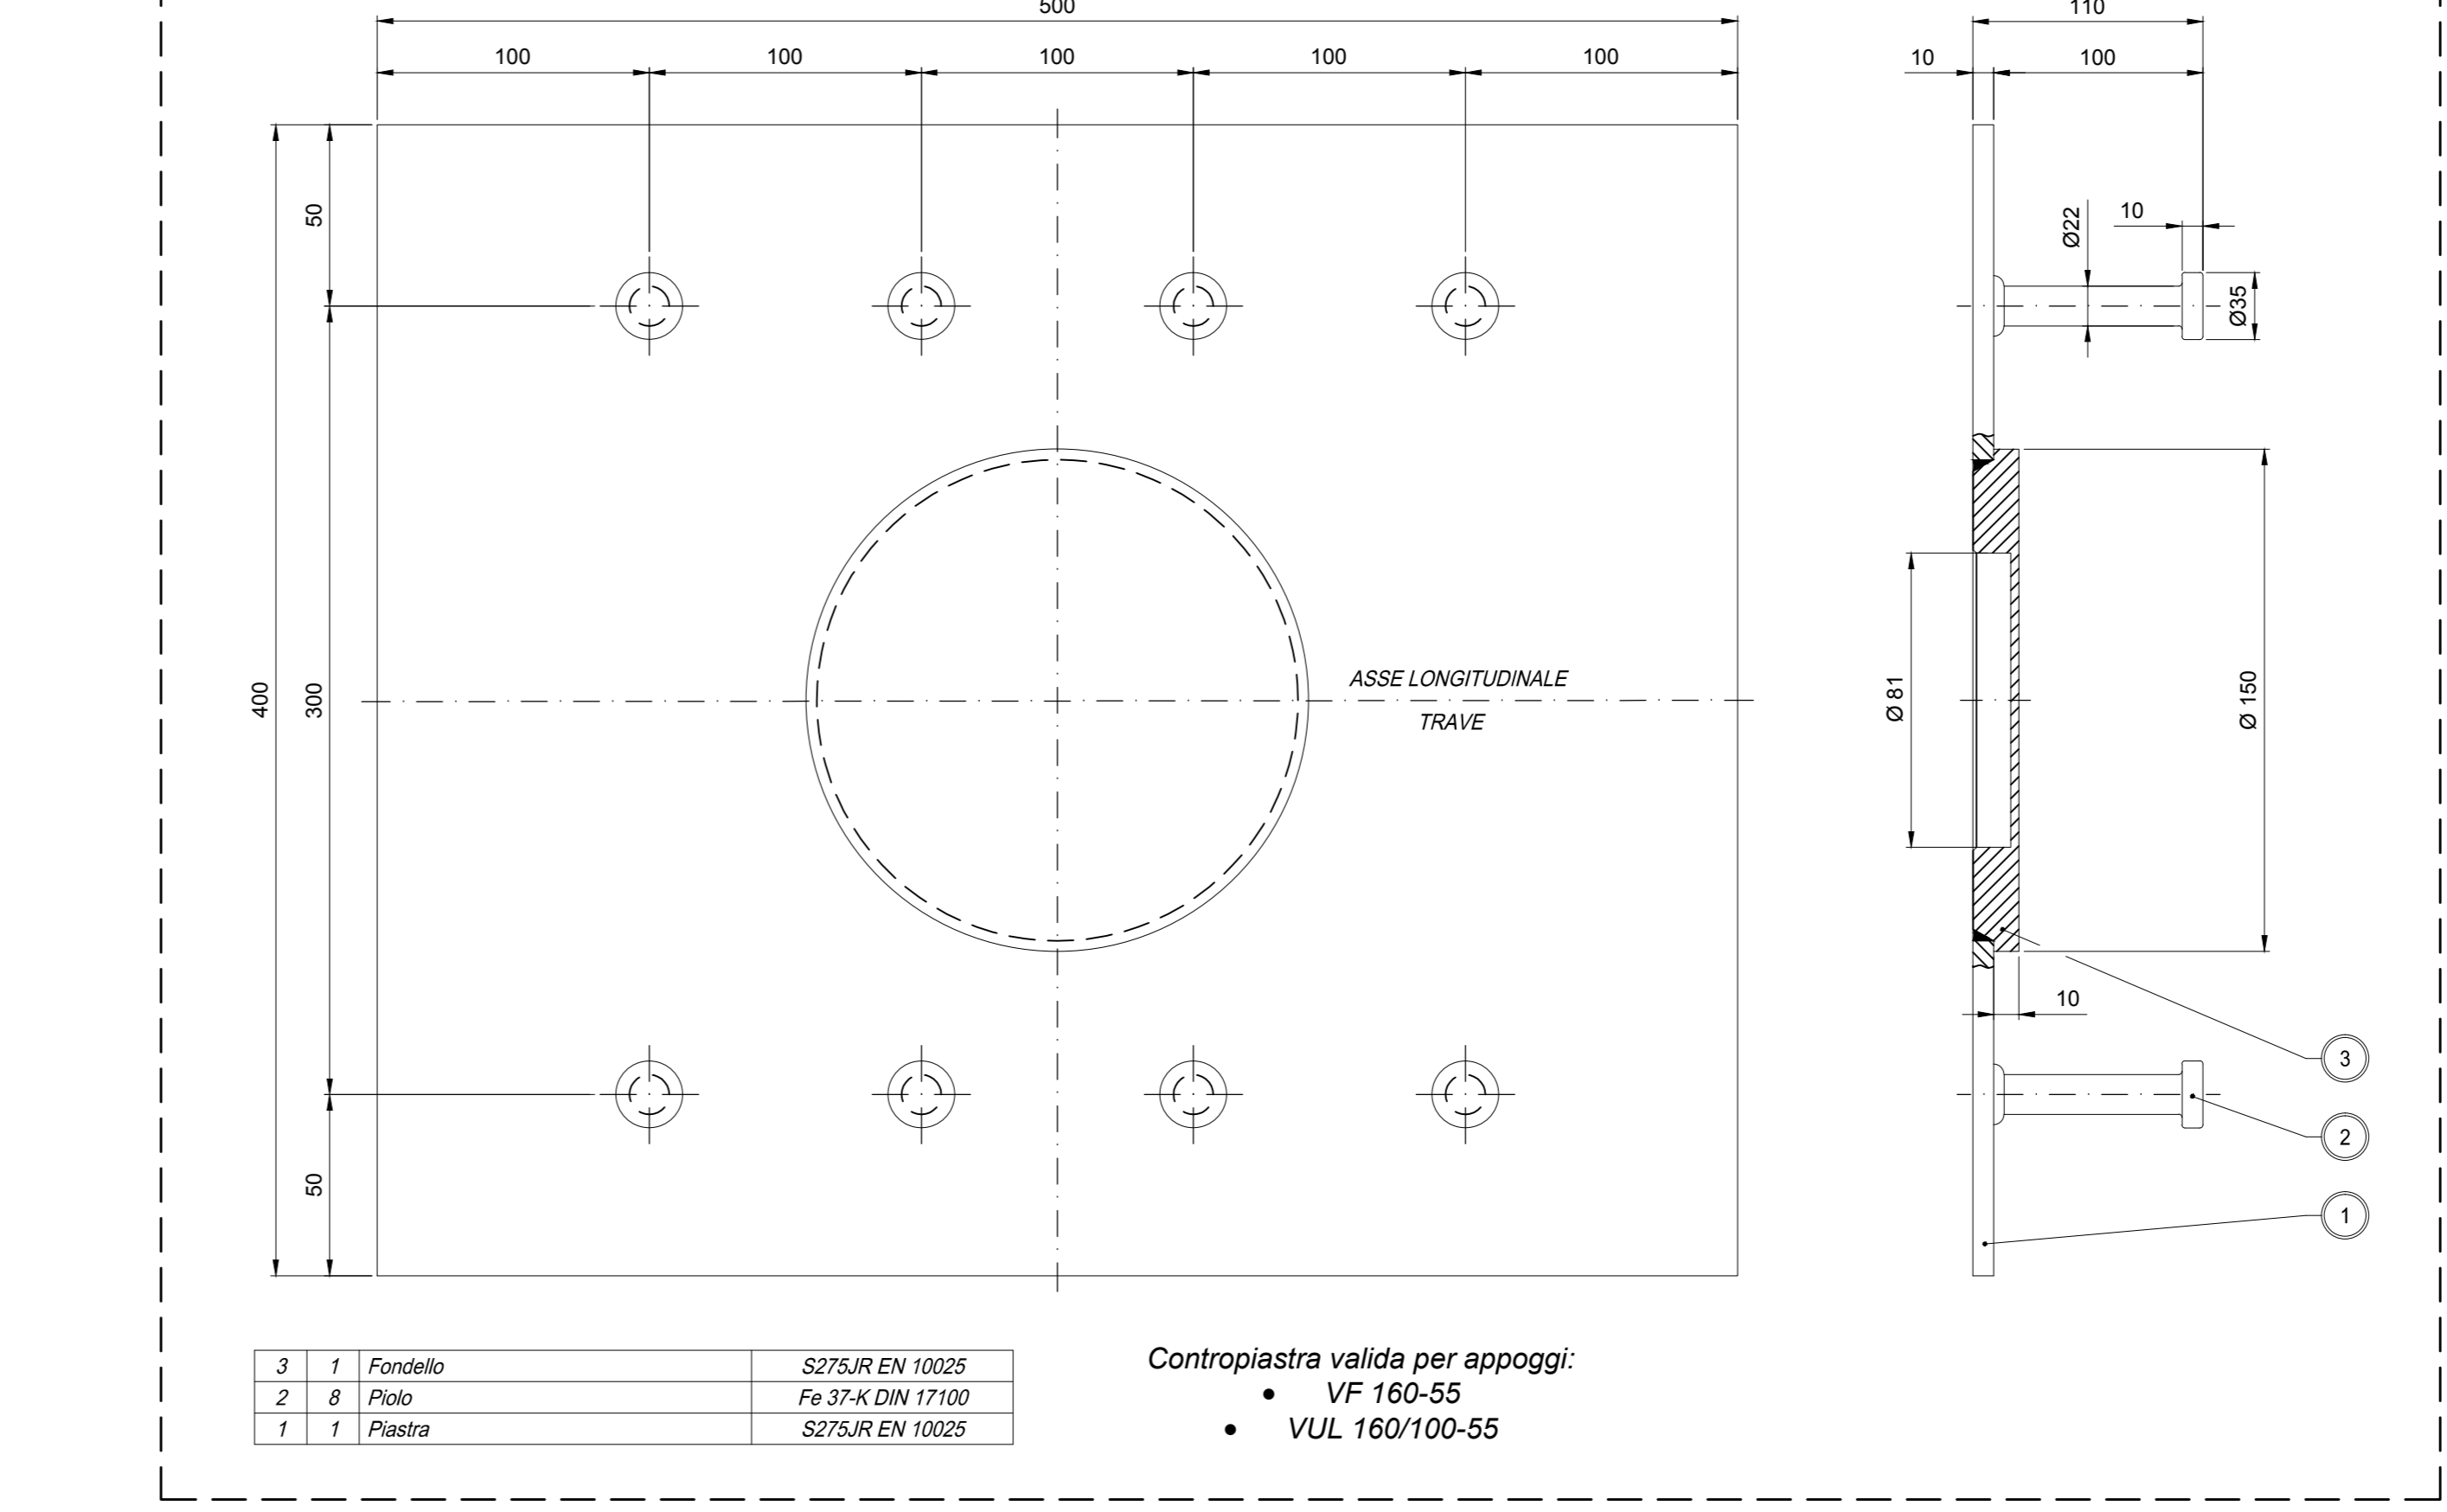 500
110
100 100 100 100 100
10 100
50
Ø22
10
Ø35
400
300
ASSE LONGITUDINALE
TRAVE
Ø 81
Ø 150
10
3
2
50
1
3 1 Fondello S275JR EN 10025
2 8 Piolo Fe 37-K DIN 17100
1 1 Piastra S275JR EN 10025
Contropiastra valida per appoggi:
• VF 160-55
• VUL 160/100-55